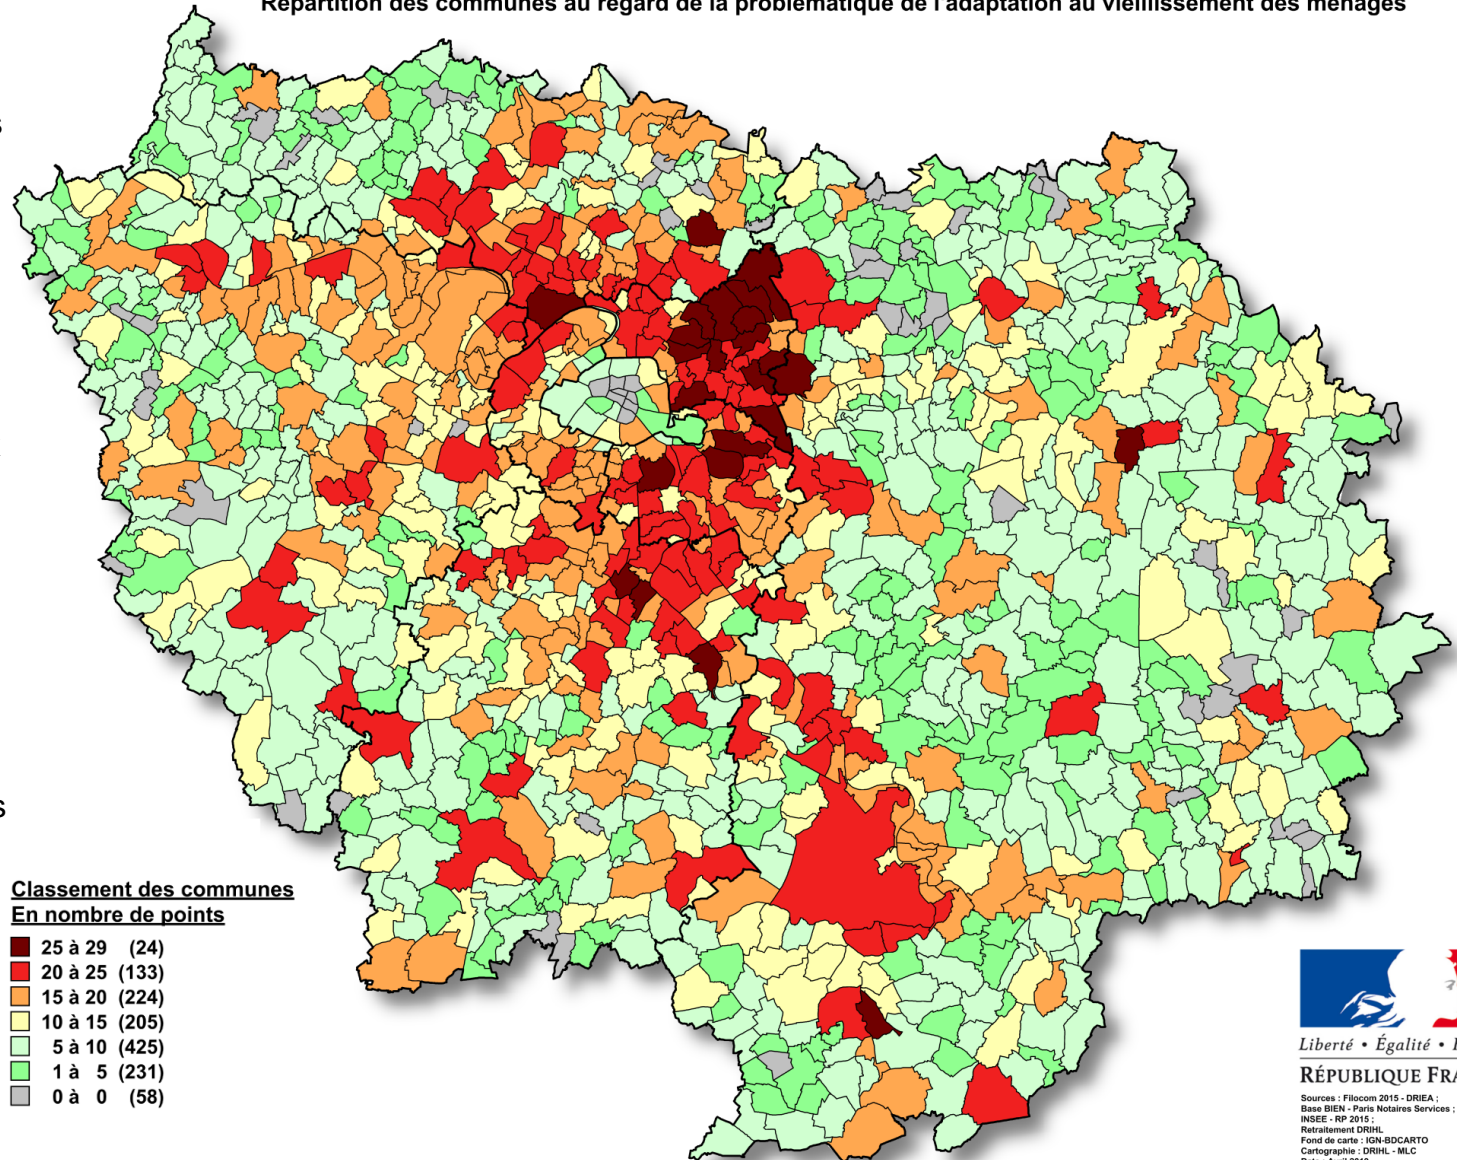 Répartition des communes au regard de la problématique de l'adaptation au vieillissement des ménages
s
s
Classement des communes
En nombre de points
25 à 29 (24)
20 à 25 (133)
15 à 20 (224)
10 à 15 (205)
5 à 10 (425)
1 à 5 (231)
0 à 0 (58)
Liberté • Égalité •
RÉPUBLIQUE FRA
Sources : Filocom 2015 - DRIEA ;
Base BIEN - Paris Notaires Services ;
INSEE - RP 2015 ;
Retraitement DRIHL
Fond de carte : IGN-BDCARTO
Cartographie : DRIHL - MLC